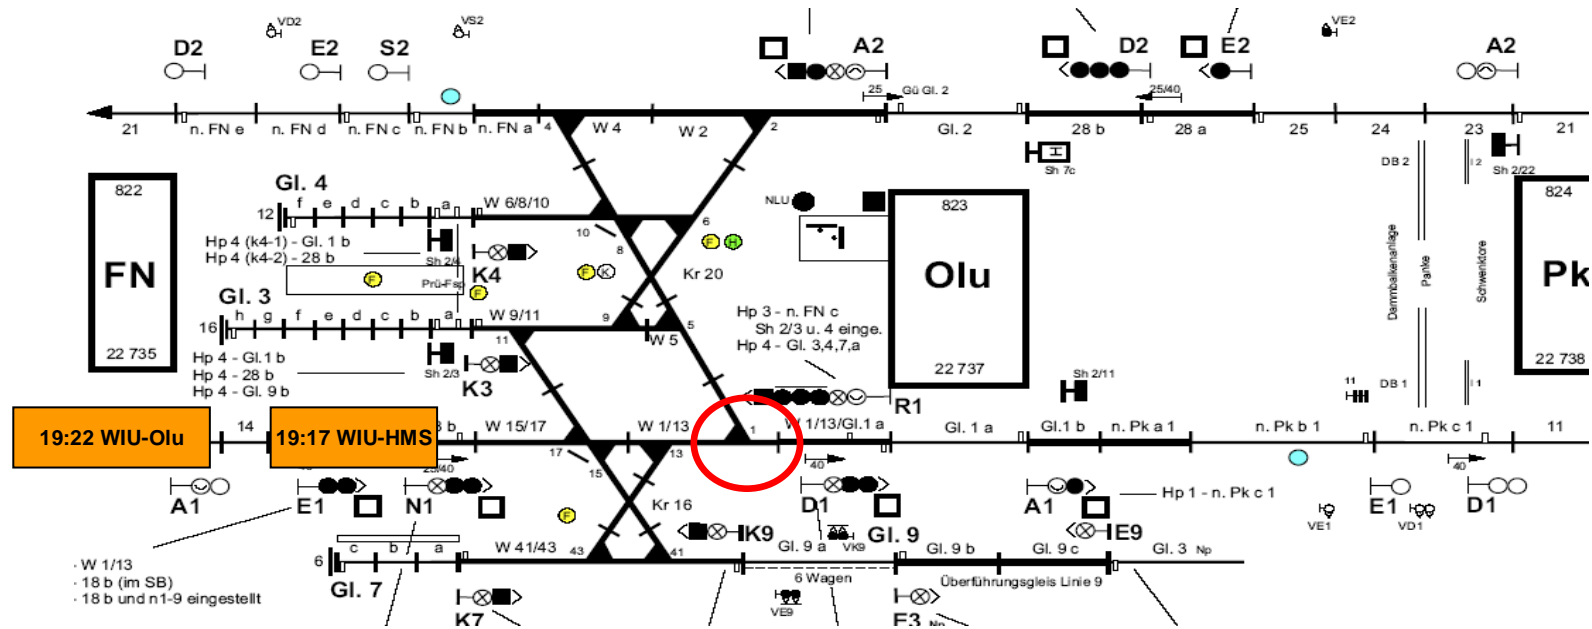 VD2
VS2
VE2
D2
E2
S2
A2
D2
E2
A2
25
Gü Gl. 2
25/40
21
n. FN e
n. FN d
n. FN c
n. FN b
n. FN a
4
W 4
W 2
2
Gl. 2
28 b
28 a
25
24
23
21
DB 2
I 2
Sh 7c
Sh 2/22
822
FN
22 735
Gl. 4
12
f e d c b a
W 6/8/10
10
8
6
NLU
823
Olu
22 737
824
Pk
22 738
Hp 4 (k4-1) - Gl. 1 b
Hp 4 (k4-2) - 28 b
Sh 2/4
K4
F
H
F
K
Kr 20
F
Prü-Fsp
F
Dammbalkenanlage
Panke
Schwenktore
Gl. 3
16
h g f e d c b a
W 9/11
11
9
5
W 5
Hp 3 - n. FN c
Sh 2/3 u. 4 einge.
Hp 4 - Gl. 3,4,7,a
Hp 4 - Gl.1 b
Hp 4 - 28 b
Hp 4 - Gl. 9 b
Sh 2/3
K3
R1
Sh 2/11
11
DB 1
I 1
19:22 WIU-Olu
14
19:17 WIU-HMS
8 b
W 15/17
17
15
W 1/13
13
1
W 1/13/Gl.1 a
Gl. 1 a
Gl. 1 b
n. Pk a 1
n. Pk b 1
n. Pk c 1
11
25/40
40
40
A1
E1
N1
F
Kr 16
D1
A1
Hp 1 - n. Pk c 1
E1
D1
VE1
VD1
K9
VK9
Gl. 9
E9
W 1/13
18 b (im SB)
18 b und n1-9 eingestellt
6
c b a
Gl. 7
W 41/43
43
41
Gl. 9 a
6 Wagen
Gl. 9 b
Gl. 9 c
Gl. 3 Np
Überführungsgleis Linie 9
K7
VE9
E3 Np